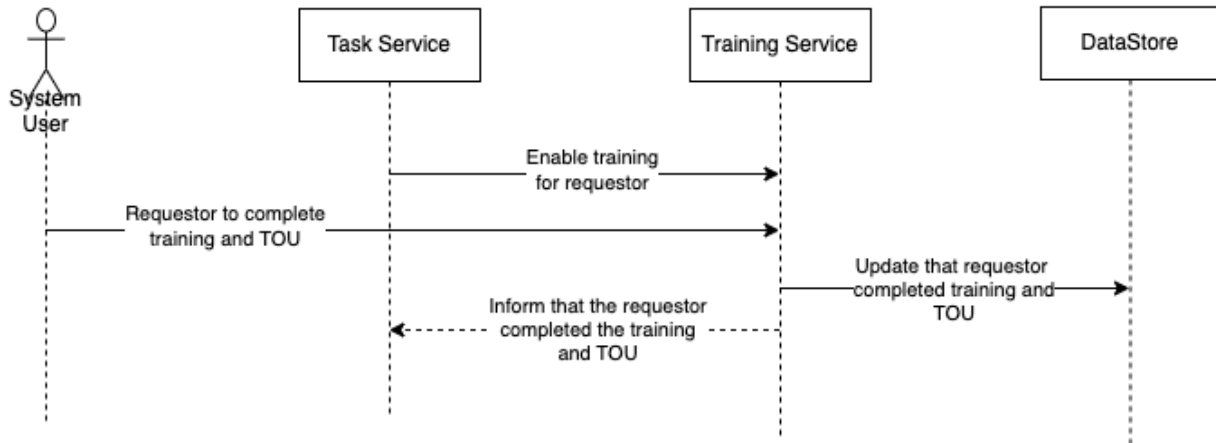 System
User
Task Service
Training Service
DataStore
Enable training
for requestor
Requestor to complete
training and TOU
Update that requestor
completed training and
TOU
Inform that the requestor
completed the training
and TOU